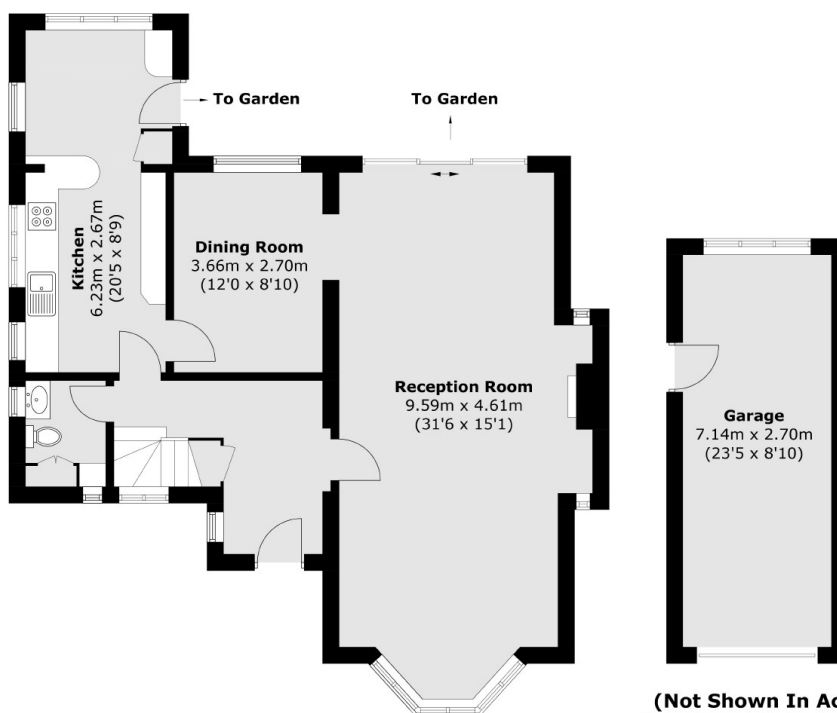 To Garden
To Garden
Kitchen
6.23m x 2.67m
(20'5 x 8'9)
Dining Room
3.66m x 2.70m
(12'0 x 8'10)
Reception Room
9.59m x 4.61m
(31'6 x 15'1)
Garage
7.14m x 2.70m
(23'5 x 8'10)
(Not Shown In Ac